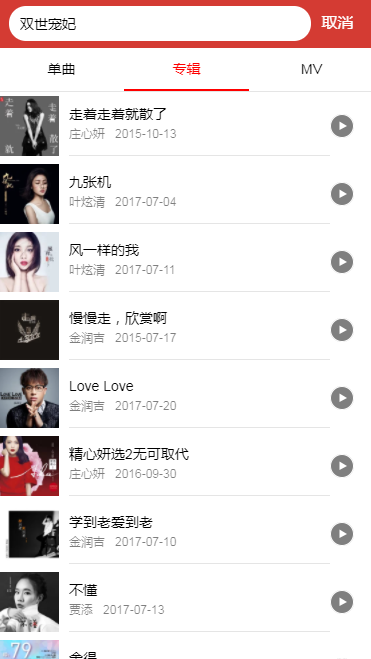 双世宠妃
取消
单曲
专辑
MV
走着走着就散了
庄心妍 2015-10-13
九张机
叶炫清 2017-07-04
风一样的我
叶炫清 2017-07-11
慢慢走，欣赏啊
金润吉 2015-07-17
Love Love
金润吉 2017-07-20
精心妍选2无可取代
庄心妍 2016-09-30
学到老爱到老
金润吉 2017-07-10
不懂
贾添 2017-07-13
79
舍得